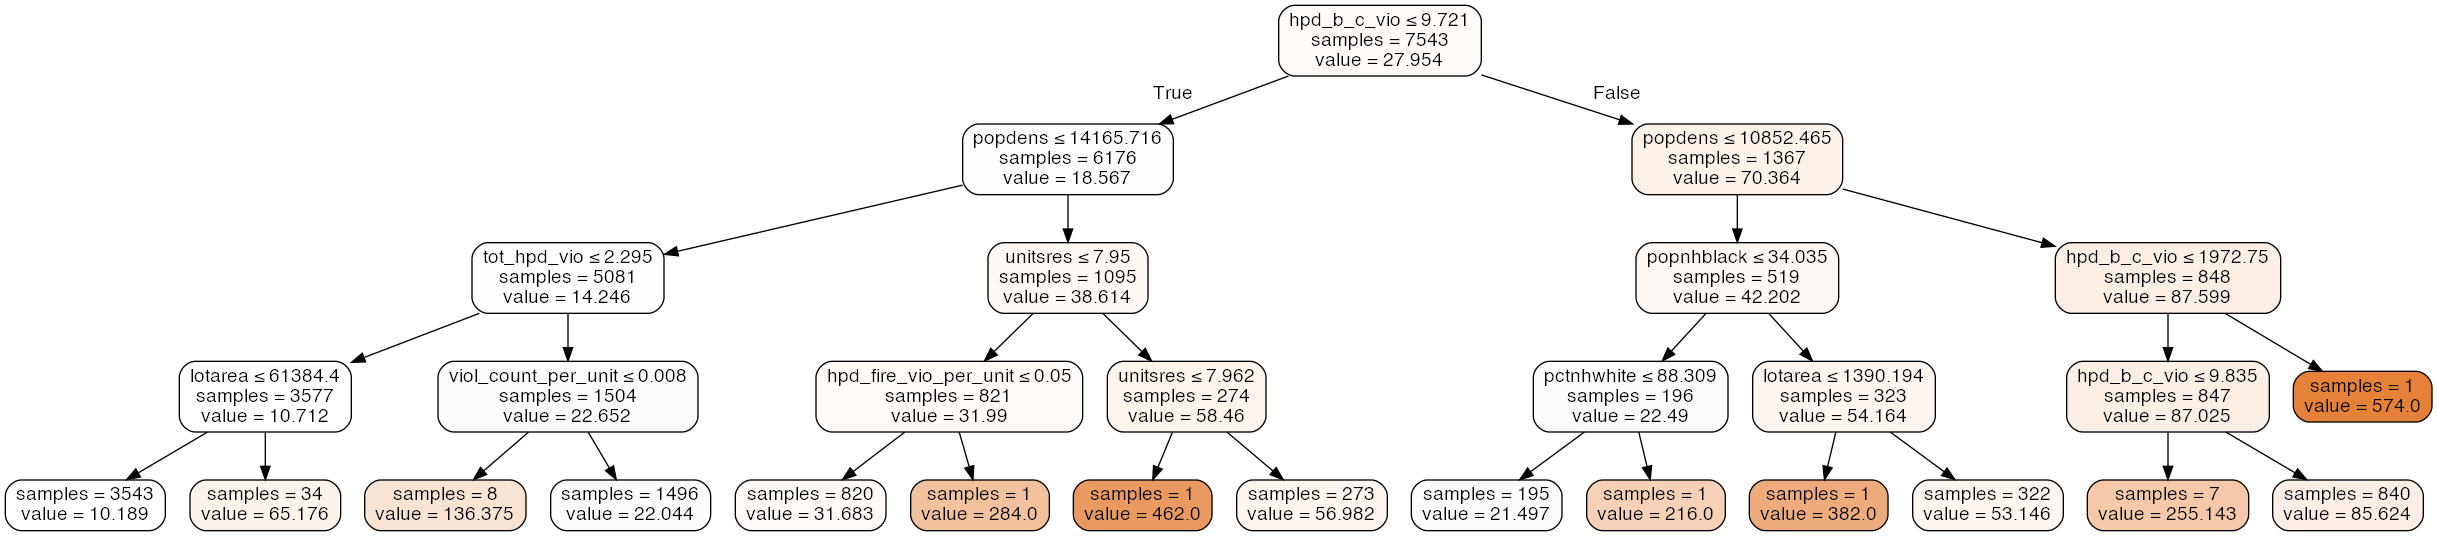 hpd_b_c_vio ≤ 9.721
samples = 7543
value = 27.954
True
False
popdens ≤ 14165.716
samples = 6176
value = 18.567
popdens ≤ 10852.465
samples = 1367
value = 70.364
tot_hpd_vio ≤ 2.295
samples = 5081
value = 14.246
unitsres ≤ 7.95
samples = 1095
value = 38.614
popnhblack ≤ 34.035
samples = 519
value = 42.202
hpd_b_c_vio ≤ 1972.75
samples = 848
value = 87.599
lotarea ≤ 61384.4
samples = 3577
value = 10.712
viol_count_per_unit ≤ 0.008
samples = 1504
value = 22.652
hpd_fire_vio_per_unit ≤ 0.05
samples = 821
value = 31.99
unitsres ≤ 7.962
samples = 274
value = 58.46
pctnhwhite ≤ 88.309
samples = 196
value = 22.49
lotarea ≤ 1390.194
samples = 323
value = 54.164
hpd_b_c_vio ≤ 9.835
samples = 847
value = 87.025
samples = 1
value = 574.0
samples = 3543
value = 10.189
samples = 34
value = 65.176
samples = 8
value = 136.375
samples = 1496
value = 22.044
samples = 820
value = 31.683
samples = 1
value = 284.0
samples = 1
value = 462.0
samples = 273
value = 56.982
samples = 195
value = 21.497
samples = 1
value = 216.0
samples = 1
value = 382.0
samples = 322
value = 53.146
samples = 7
value = 255.143
samples = 840
value = 85.624